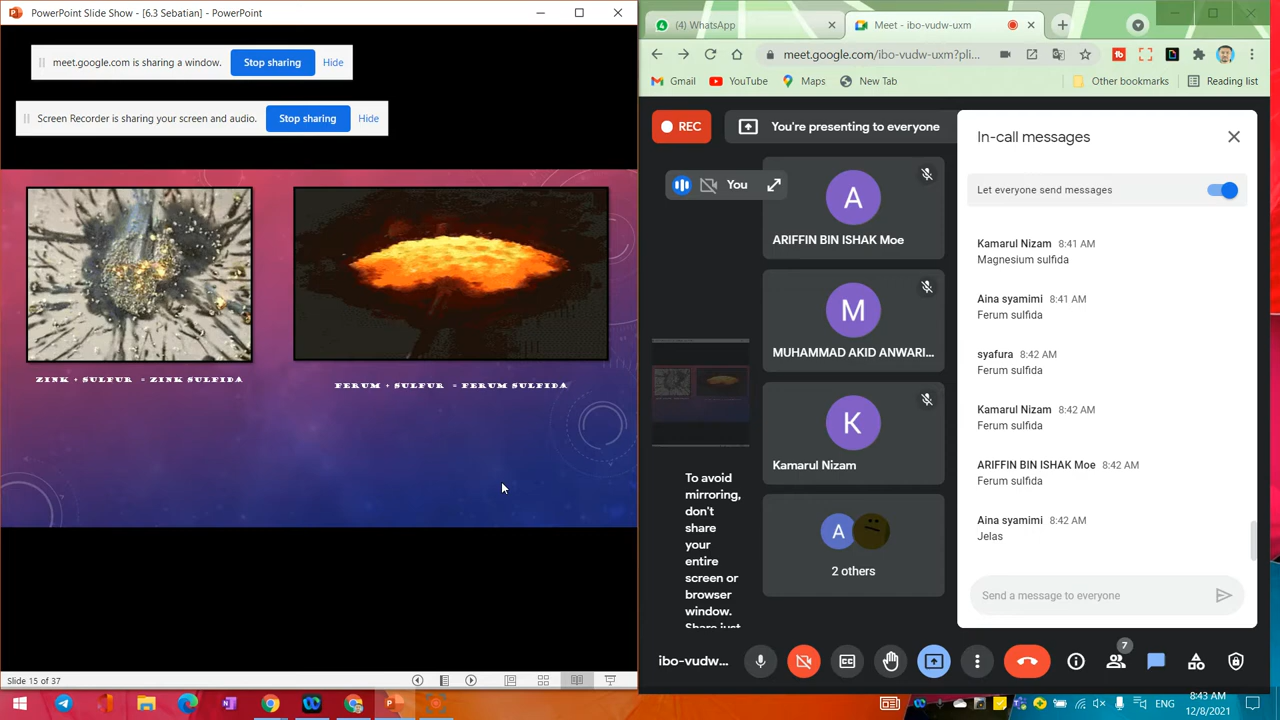 PowerPoint Slide Show - [6.3 Sebatian] - PowerPoint
meet.google.com is sharing a window.
Stop sharing
Hide
Screen Recorder is sharing your screen and audio.
Stop sharing
Hide
ZINK + SULFUR = ZINK SULFIDA
FERUM + SULFUR = FERUM SULFIDA
Slide 15 of 37
(4) WhatsApp
Meet - ibo-vudw-uxm
meet.google.com/ibo-vudw-uxm?pli...
Gmail
YouTube
Maps
New Tab
Other bookmarks
Reading list
REC
You're presenting to everyone
You
A
ARIFFIN BIN ISHAK Moe
M
MUHAMMAD AKID ANWARI...
K
Kamarul Nizam
A
2 others
To avoid
mirroring,
don't
share
your
entire
screen or
browser
window.
Share just
In-call messages
Let everyone send messages
Kamarul Nizam 8:41 AM
Magnesium sulfida
Aina syamimi 8:41 AM
Ferum sulfida
syafura 8:42 AM
Ferum sulfida
Kamarul Nizam 8:42 AM
Ferum sulfida
ARIFFIN BIN ISHAK Moe 8:42 AM
Ferum sulfida
Aina syamimi 8:42 AM
Jelas
Send a message to everyone
ibo-vudw...
7
ENG
8:43 AM
12/8/2021